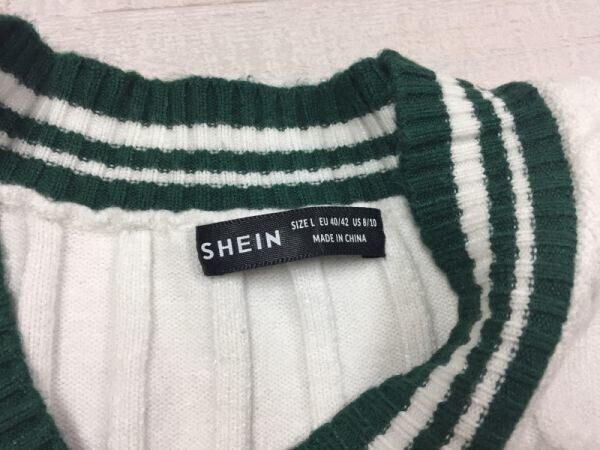 SHEIN
SIZE L EU 40/42 US 8/10
MADE IN CHINA